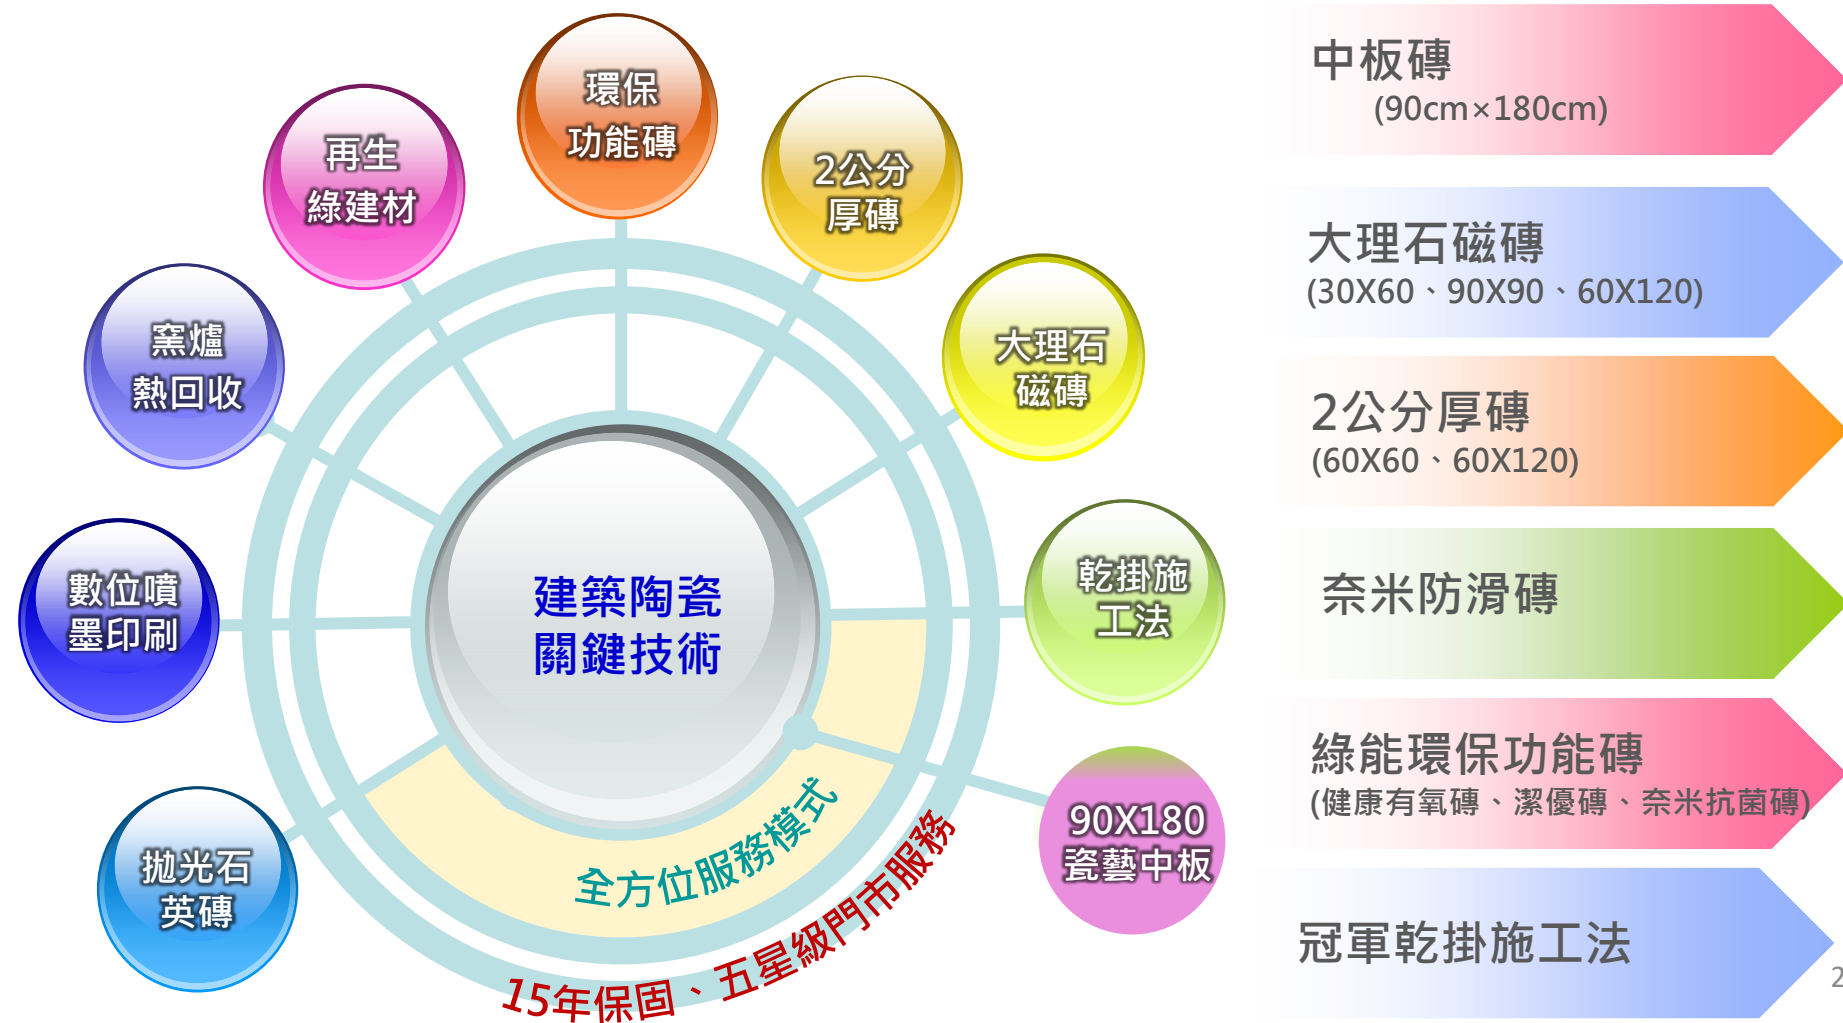 環保
功能磚
再生
綠建材
2公分
厚磚
窯爐
熱回收
大理石
磁磚
數位噴
墨印刷
乾掛施
工法
拋光石
英磚
90X180
瓷藝中板
建築陶瓷
關鍵技術
全方位服務模式
15年保固、五星級門市服務
中板磚
(90cm×180cm)
大理石磁磚
(30X60、90X90、60X120)
2公分厚磚
(60X60、60X120)
奈米防滑磚
綠能環保功能磚
(健康有氧磚、潔優磚、奈米抗菌磚)
冠軍乾掛施工法
2